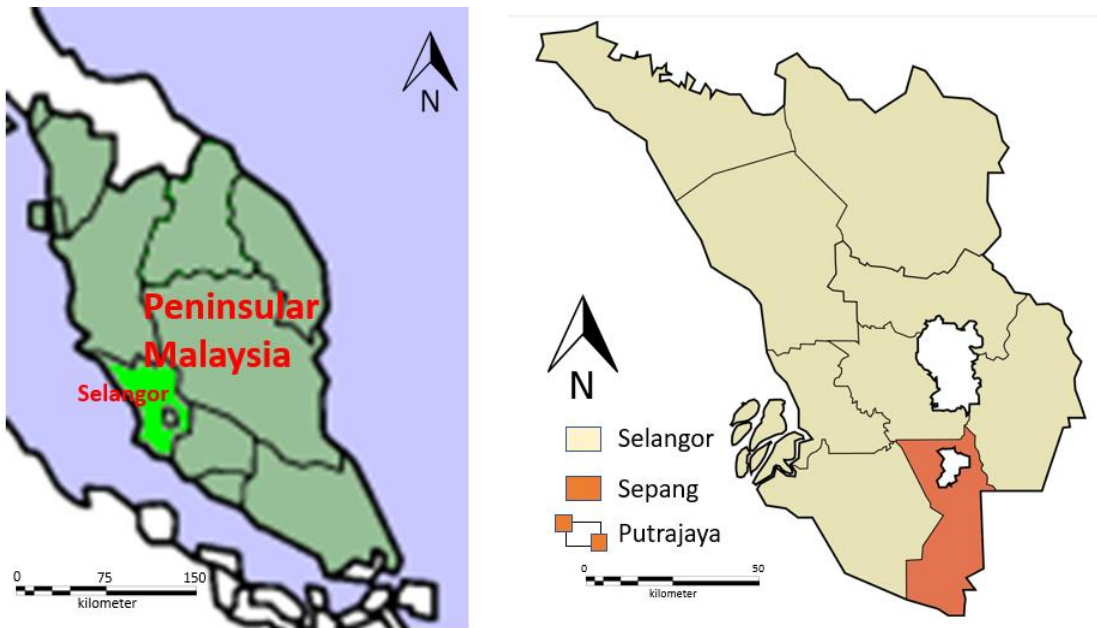 N
Peninsular
Malaysia
Selangor
0 75 150
kilometer
N
Selangor
Sepang
Putrajaya
0 50
kilometer